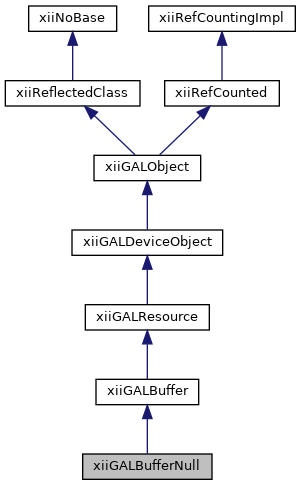 xiiNoBase
xiiRefCountingImpl
xiiReflectedClass
xiiRefCounted
xiiGALObject
xiiGALDeviceObject
xiiGALResource
xiiGALBuffer
xiiGALBufferNull